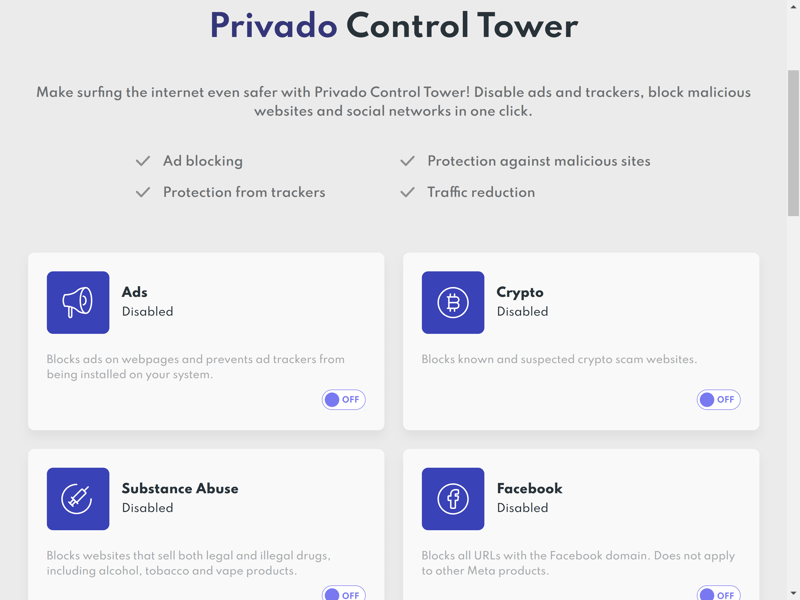 Privado Control Tower
Make surfing the internet even safer with Privado Control Tower! Disable ads and trackers, block malicious
websites and social networks in one click.
Ad blocking
Protection against malicious sites
Protection from trackers
Traffic reduction
Ads
Disabled
Blocks ads on webpages and prevents ad trackers from
being installed on your system.
OFF
Crypto
Disabled
Blocks known and suspected crypto scam websites.
OFF
Substance Abuse
Disabled
Blocks websites that sell both legal and illegal drugs,
including alcohol, tobacco and vape products.
OFF
Facebook
Disabled
Blocks all URLs with the Facebook domain. Does not apply
to other Meta products.
OFF